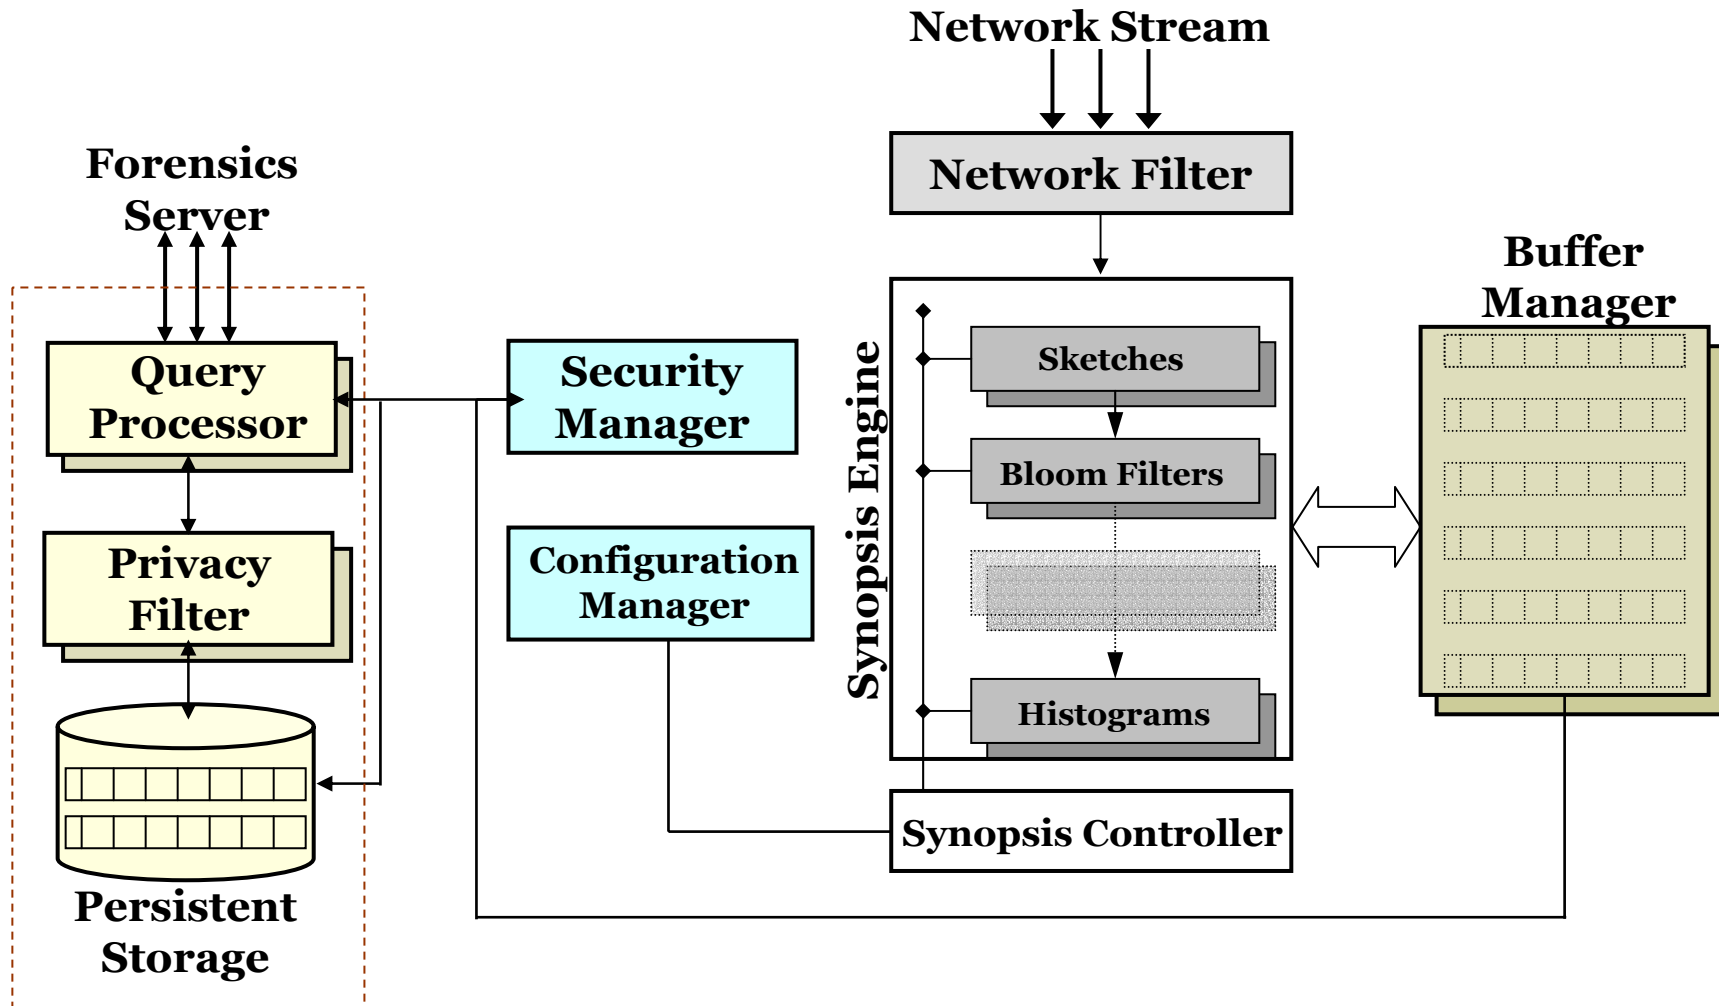 Network Stream
Network Filter
Forensics
Server
Query
Processor
Privacy
Filter
Persistent
Storage
Security
Manager
Configuration
Manager
Synopsis Engine
Sketches
Bloom Filters
Histograms
Synopsis Controller
Buffer
Manager